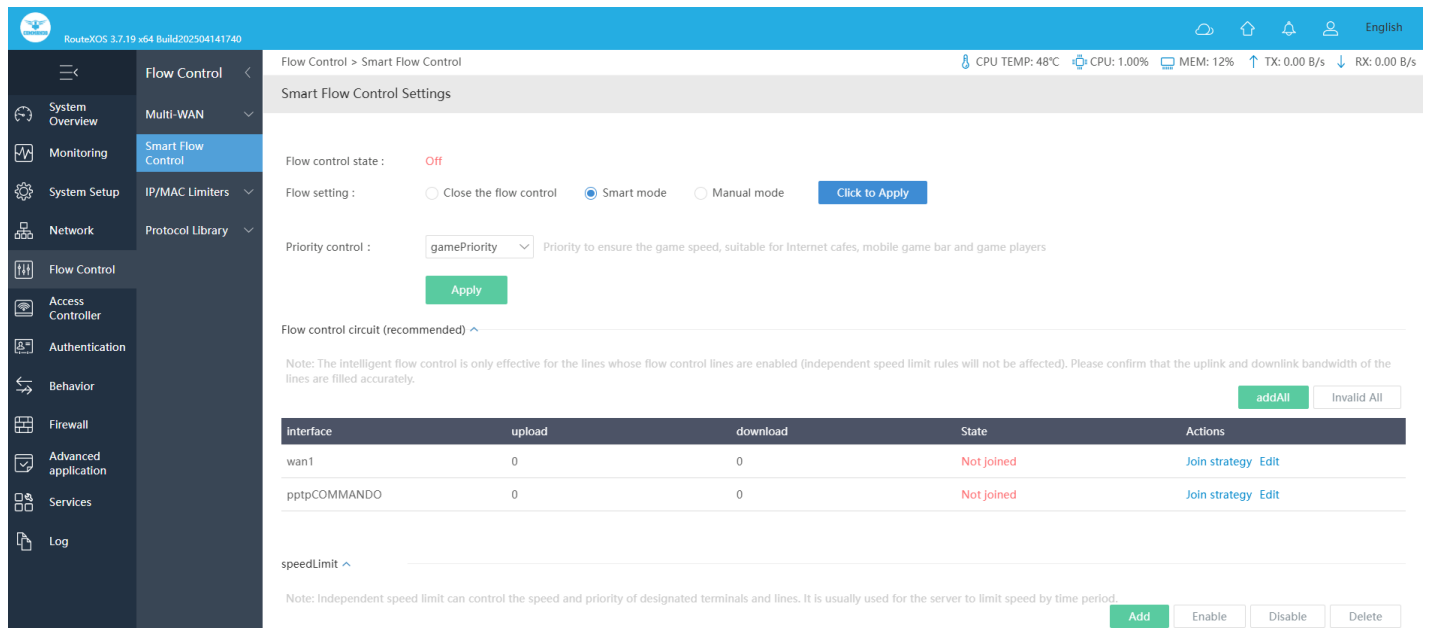 COMMANDO
RouteXOS 3.7.19 x64 Build202504141740
English
Flow Control
Flow Control > Smart Flow Control
CPU TEMP: 48℃
CPU: 1.00%
MEM: 12%
TX: 0.00 B/s
RX: 0.00 B/s
Smart Flow Control Settings
System
Overview
Monitoring
System Setup
Network
Flow Control
Access
Controller
Authentication
Behavior
Firewall
Advanced
application
Services
Log
Multi-WAN
Smart Flow
Control
IP/MAC Limiters
Protocol Library
Flow control state :
Off
Flow setting :
Close the flow control
Smart mode
Manual mode
Click to Apply
Priority control :
gamePriority
Priority to ensure the game speed, suitable for Internet cafes, mobile game bar and game players
Apply
Flow control circuit (recommended)
Note: The intelligent flow control is only effective for the lines whose flow control lines are enabled (independent speed limit rules will not be affected). Please confirm that the uplink and downlink bandwidth of the
lines are filled accurately.
addAll
Invalid All
interface upload download State Actions
wan1 0 0 Not joined Join strategy Edit
pptpCOMMANDO 0 0 Not joined Join strategy Edit
speedLimit
Note: Independent speed limit can control the speed and priority of designated terminals and lines. It is usually used for the server to limit speed by time period.
Add
Enable
Disable
Delete